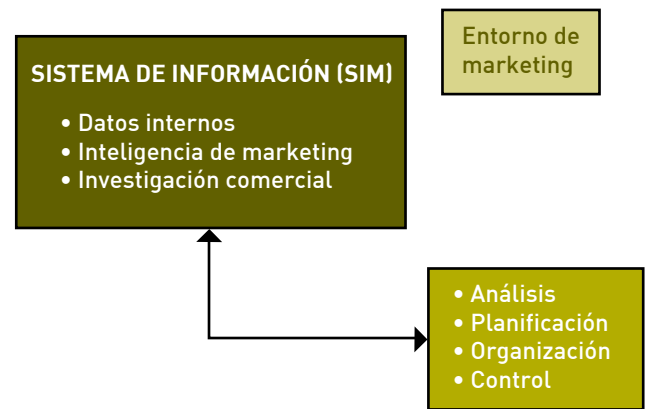 SISTEMA DE INFORMACIÓN (SIM)
• Datos internos
• Inteligencia de marketing
• Investigación comercial
Entorno de
marketing
• Análisis
• Planificación
• Organización
• Control